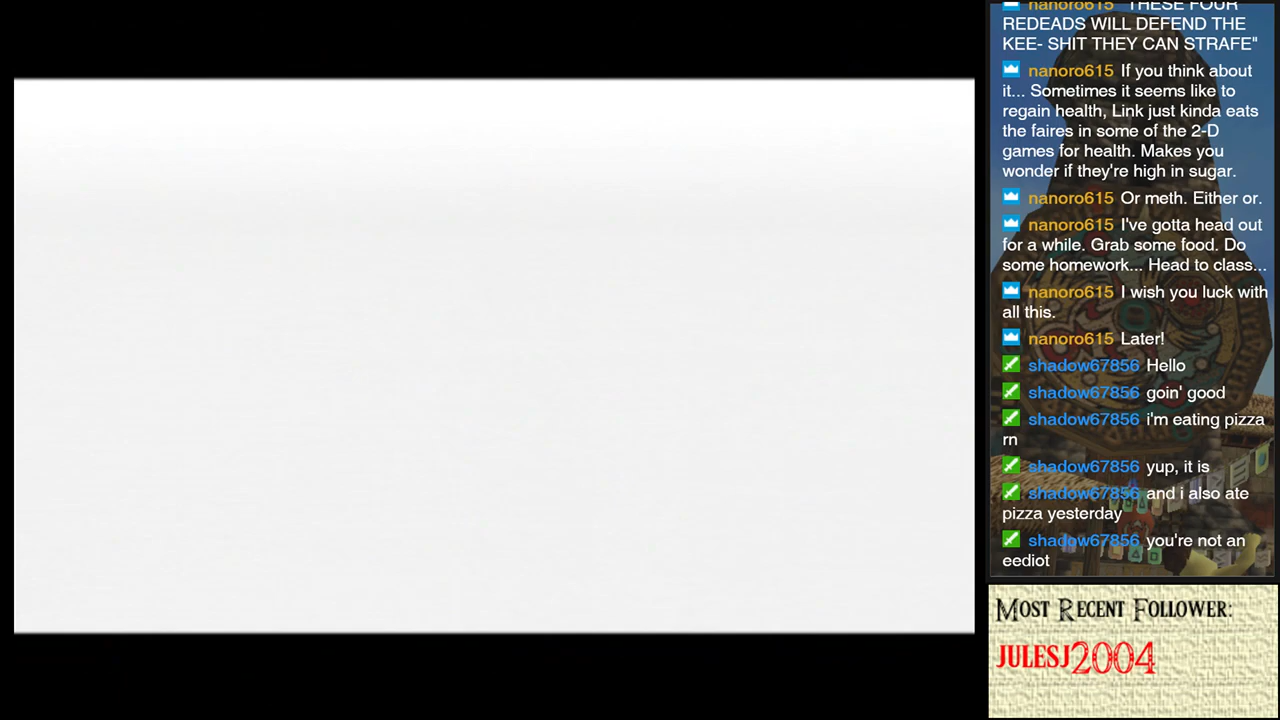 nanoro615 "THESE FOUR
REDEADS WILL DEFEND THE
KEE- SHIT THEY CAN STRAFE"
nanoro615 If you think about
it... Sometimes it seems like to
regain health, Link just kinda eats
the faires in some of the 2-D
games for health. Makes you
wonder if they're high in sugar.
nanoro615 Or meth. Either or.
nanoro615 I've gotta head out
for a while. Grab some food. Do
some homework... Head to class...
nanoro615 I wish you luck with
all this.
nanoro615 Later!
shadow67856 Hello
shadow67856 goin' good
shadow67856 i'm eating pizza
rn
shadow67856 yup, it is
shadow67856 and i also ate
pizza yesterday
shadow67856 you're not an
eediot
Most Recent Follower:
julesj2004